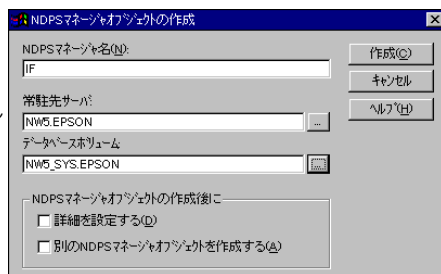 NDPSマネージャオブジェクトの作成
NDPSマネージャ名(N):
IF
常駐先サーバ:
NW5.EPSON
...
データベースボリューム:
NW5_SYS.EPSON
...
NDPSマネージャオブジェクトの作成後に
詳細を設定する(D)
別のNDPSマネージャオブジェクトを作成する(A)
作成(C)
キャンセル
ヘルプ(H)